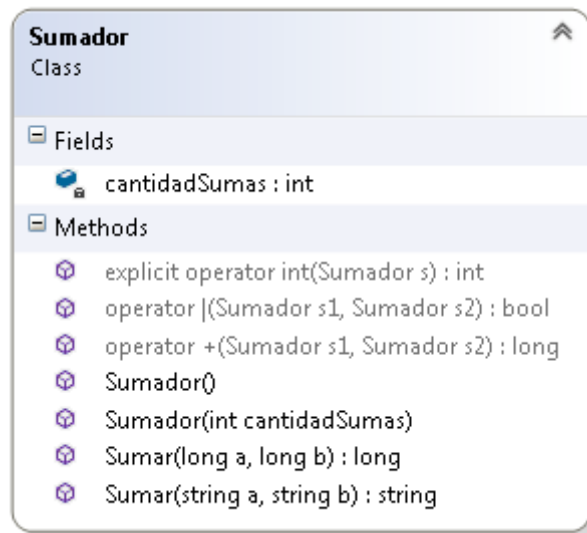 Sumador
Class
Fields
cantidadSumas : int
Methods
explicit operator int(Sumador s) : int
operator |(Sumador s1, Sumador s2) : bool
operator +(Sumador s1, Sumador s2) : long
Sumador()
Sumador(int cantidadSumas)
Sumar(long a, long b) : long
Sumar(string a, string b) : string